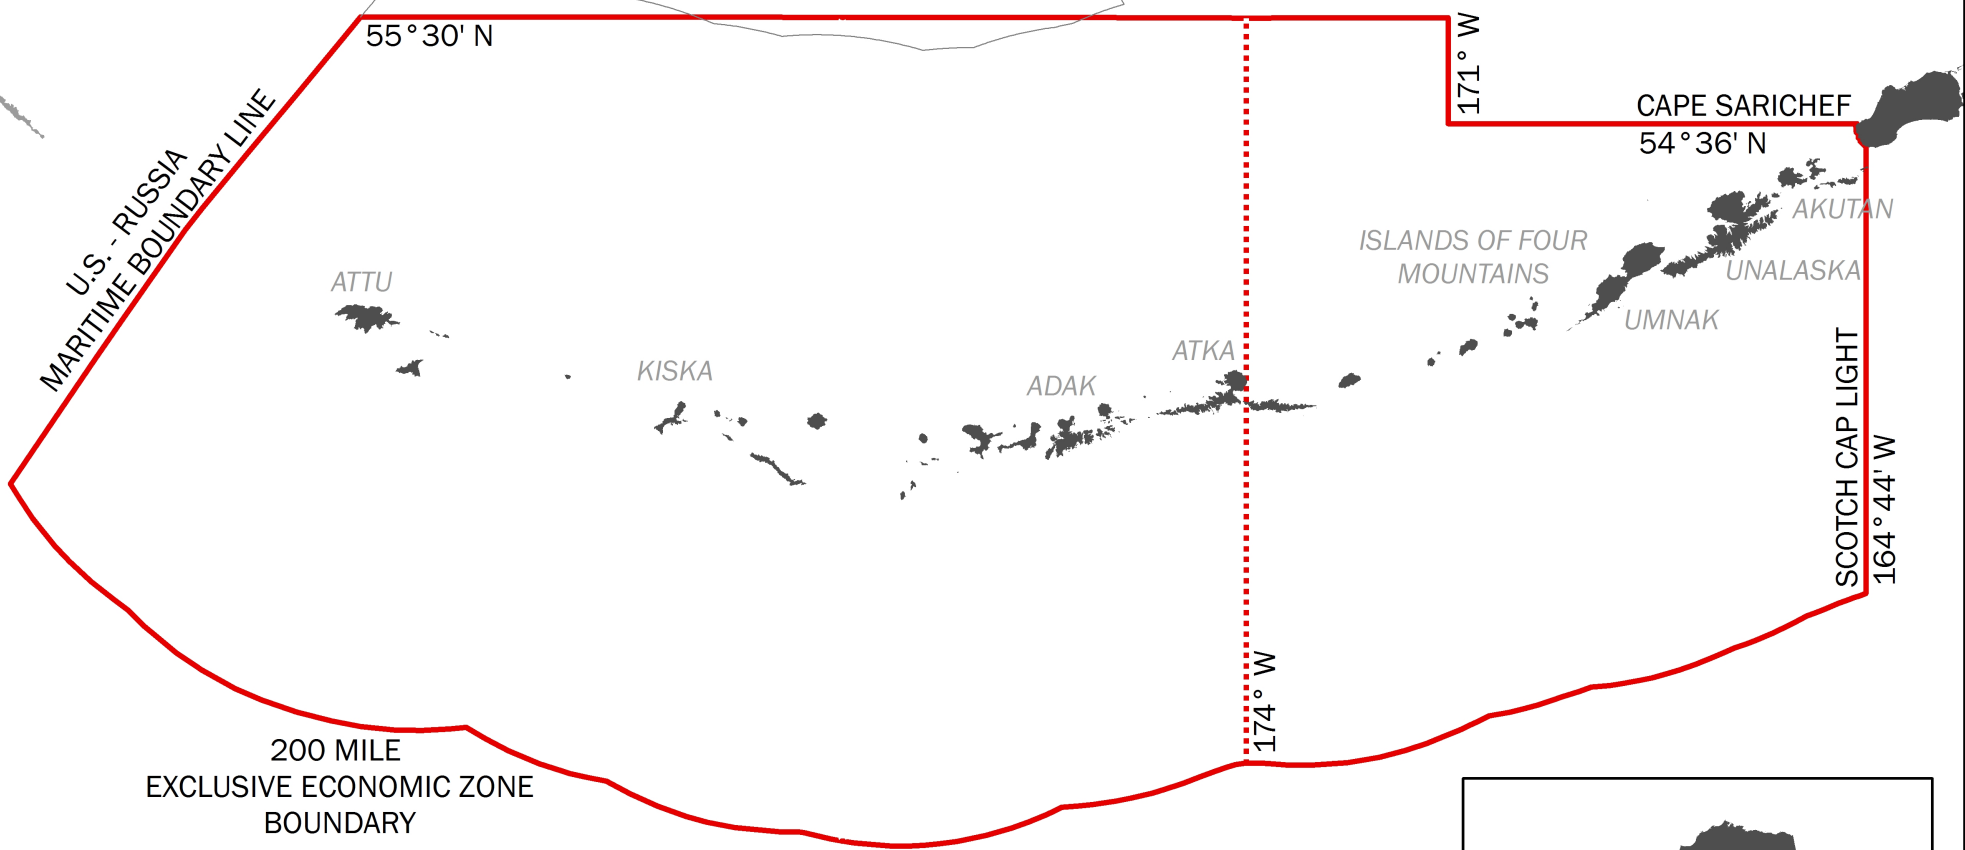 55°30' N
171° W
CAPE SARICHEF
54°36' N
U.S. - RUSSIA
MARITIME BOUNDARY LINE
AKUTAN
ISLANDS OF FOUR
MOUNTAINS
UNALASKA
ATTU
UMNAK
ATKA
KISKA
ADAK
SCOTCH CAP LIGHT
164°44' W
174° W
200 MILE
EXCLUSIVE ECONOMIC ZONE
BOUNDARY